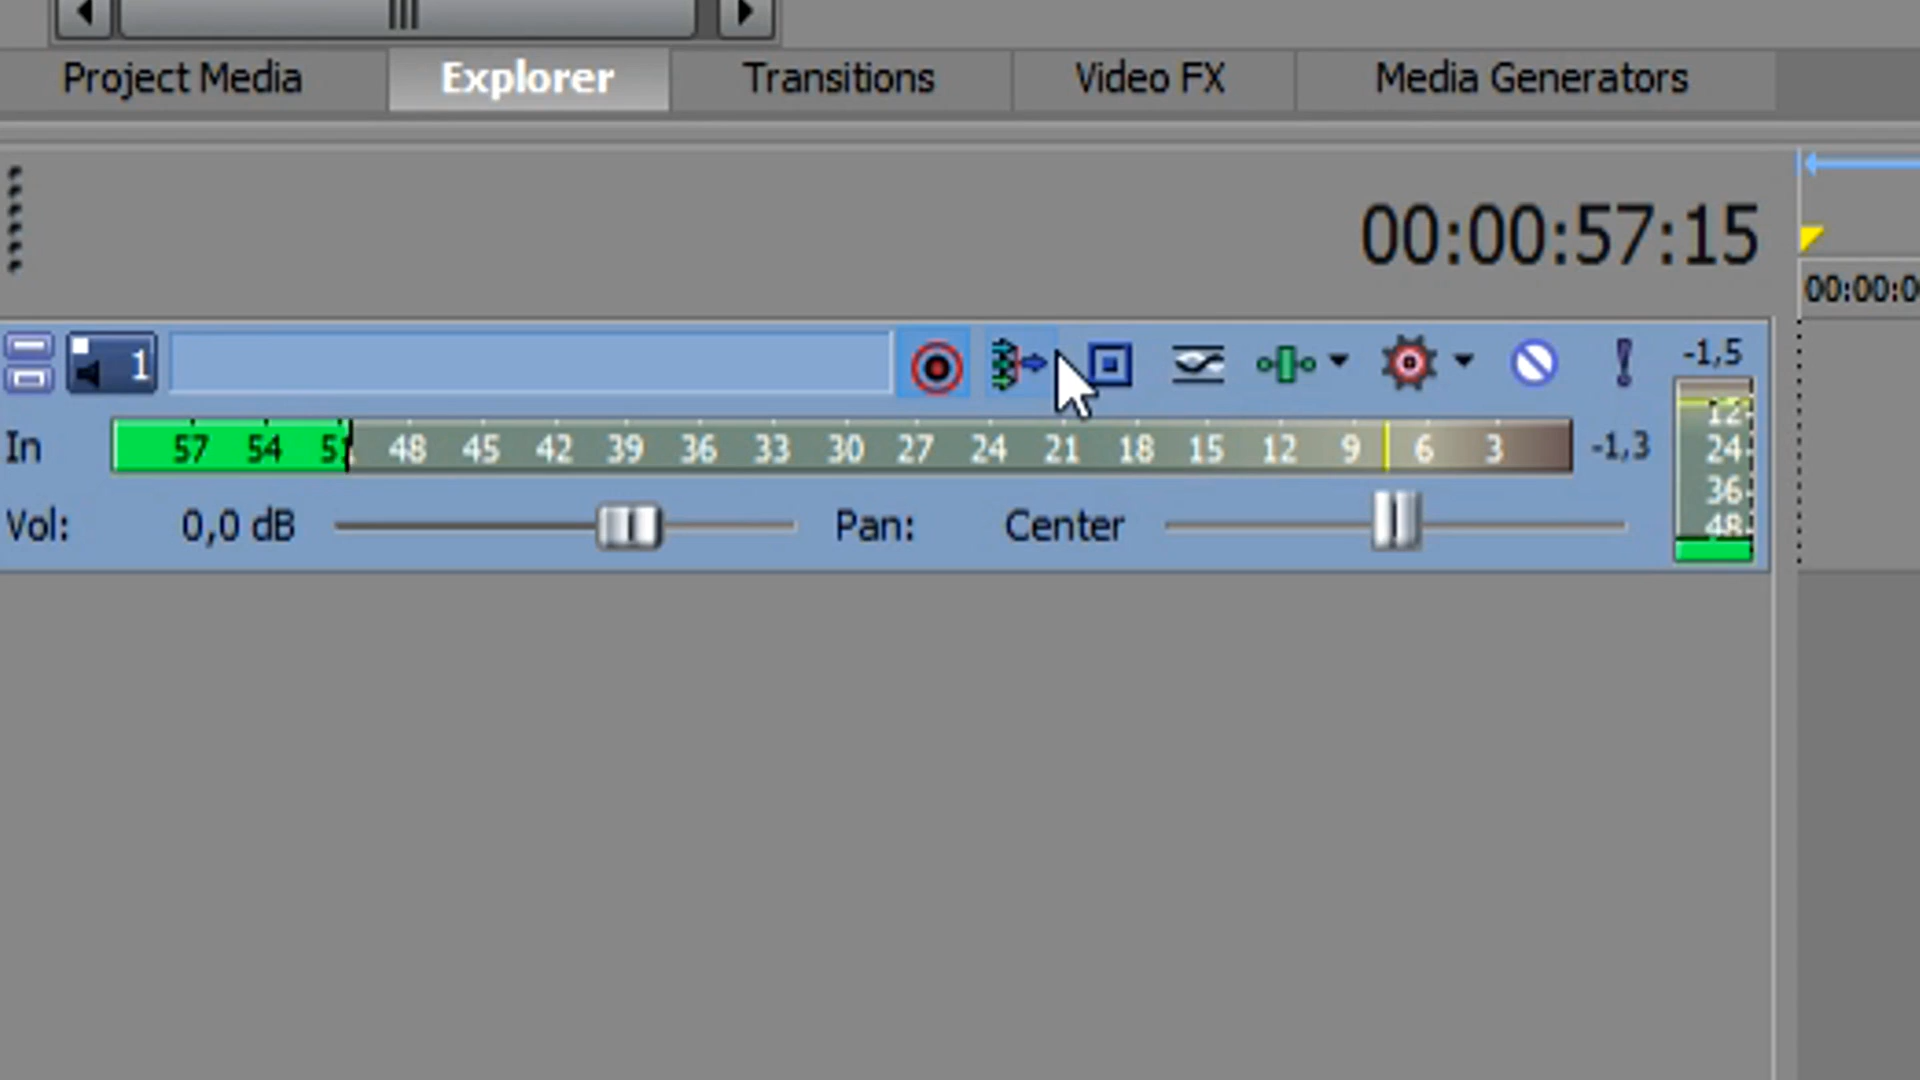 Project Media Explorer Transitions Video FX Media Generators
00:00:57:15
00:00:0
1 -1,5
In 57 54 51 48 45 42 39 36 33 30 27 24 21 18 15 12 9 6 3 -1,3
12
24
36
48
Vol: 0,0 dB Pan: Center